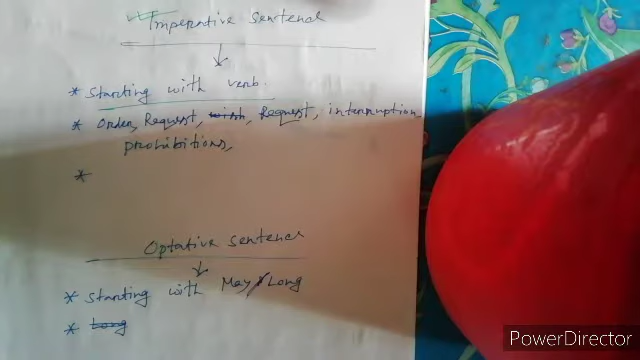 Imperative Sentence
* Starting with verb.
* Order, Request, wish, Request, interruption
prohibitions,
*
Optative sentence
* Starting with May/Long
* Long
PowerDirector